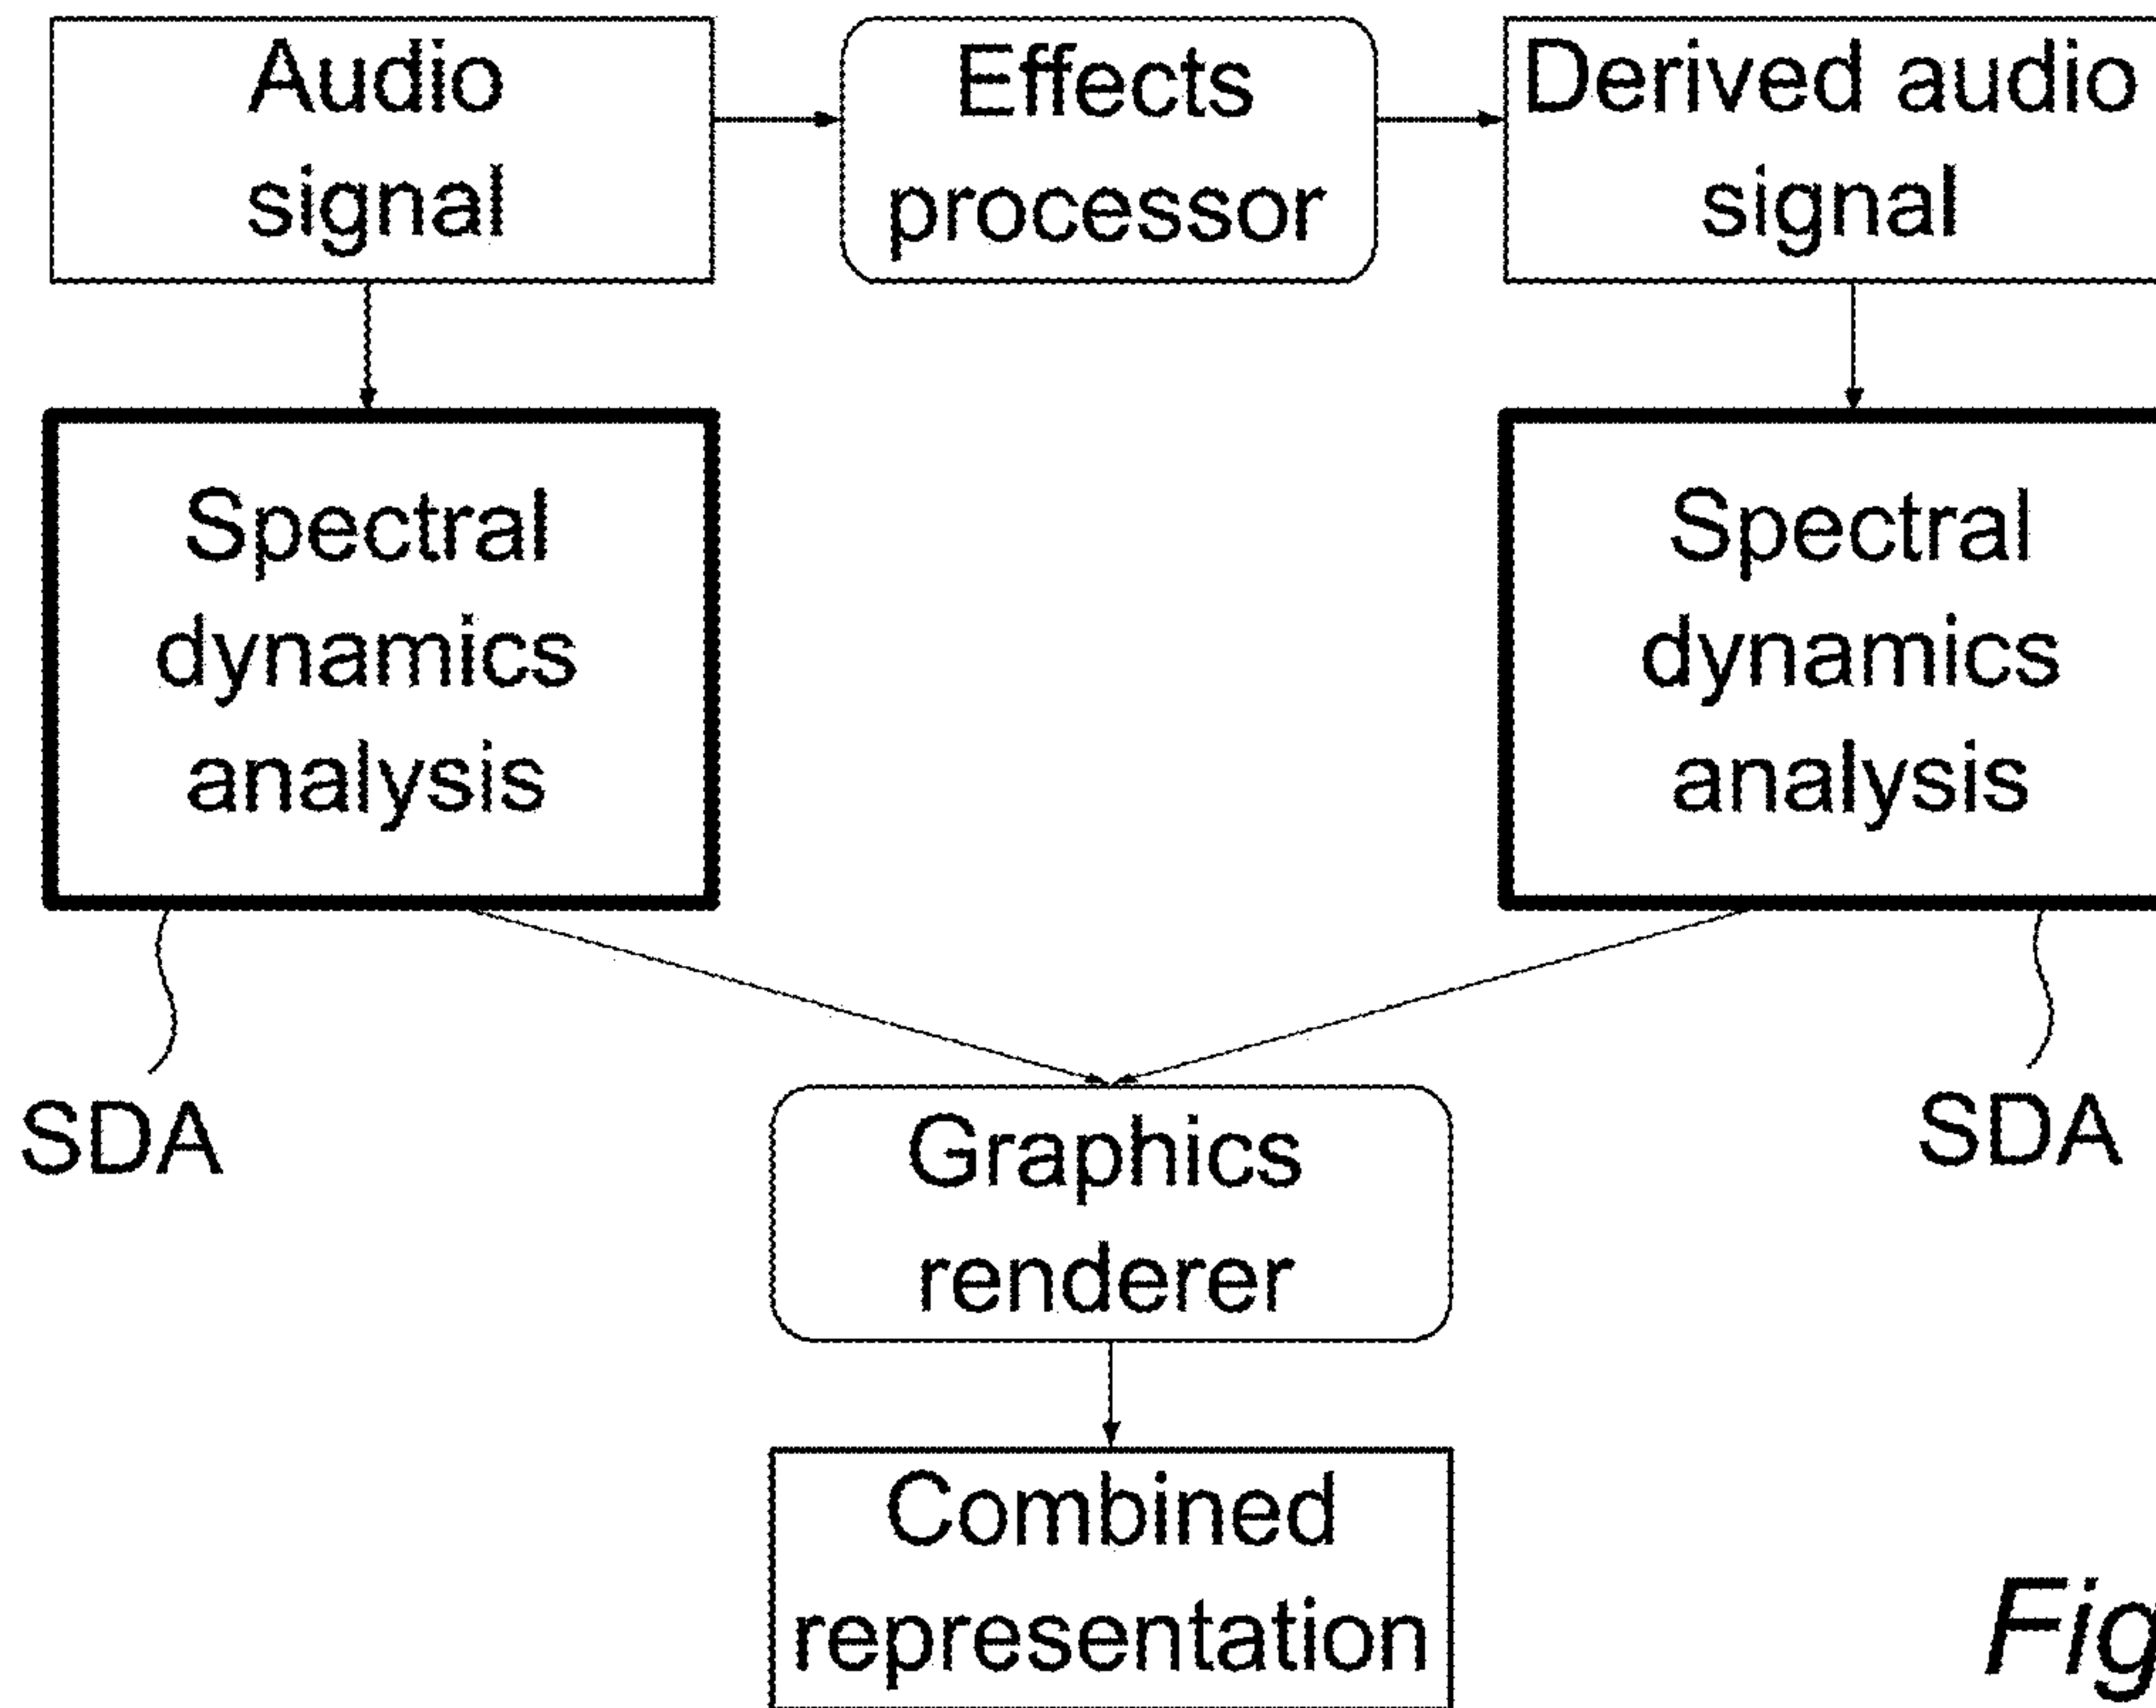 Audio
signal
Effects
processor
Derived audio
signal
Spectral
dynamics
analysis
Spectral
dynamics
analysis
SDA
SDA
Graphics
renderer
Combined
representation
Fig